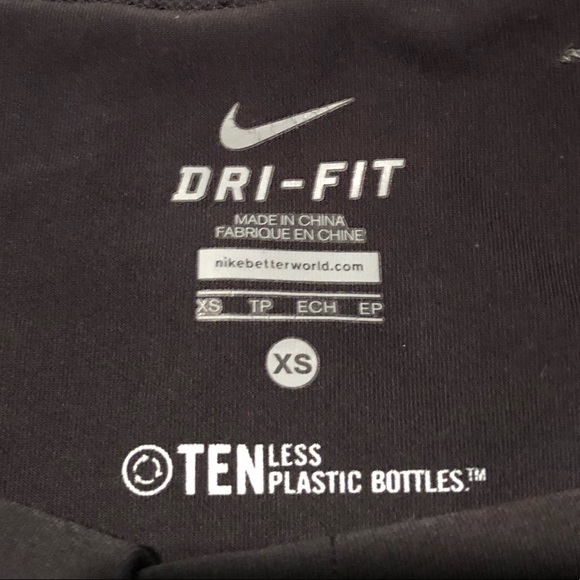 DRI-FIT
MADE IN CHINA
FABRIQUE EN CHINE
nikebetterworld.com
XS TP ECH EP
XS
TEN LESS
PLASTIC BOTTLES.™